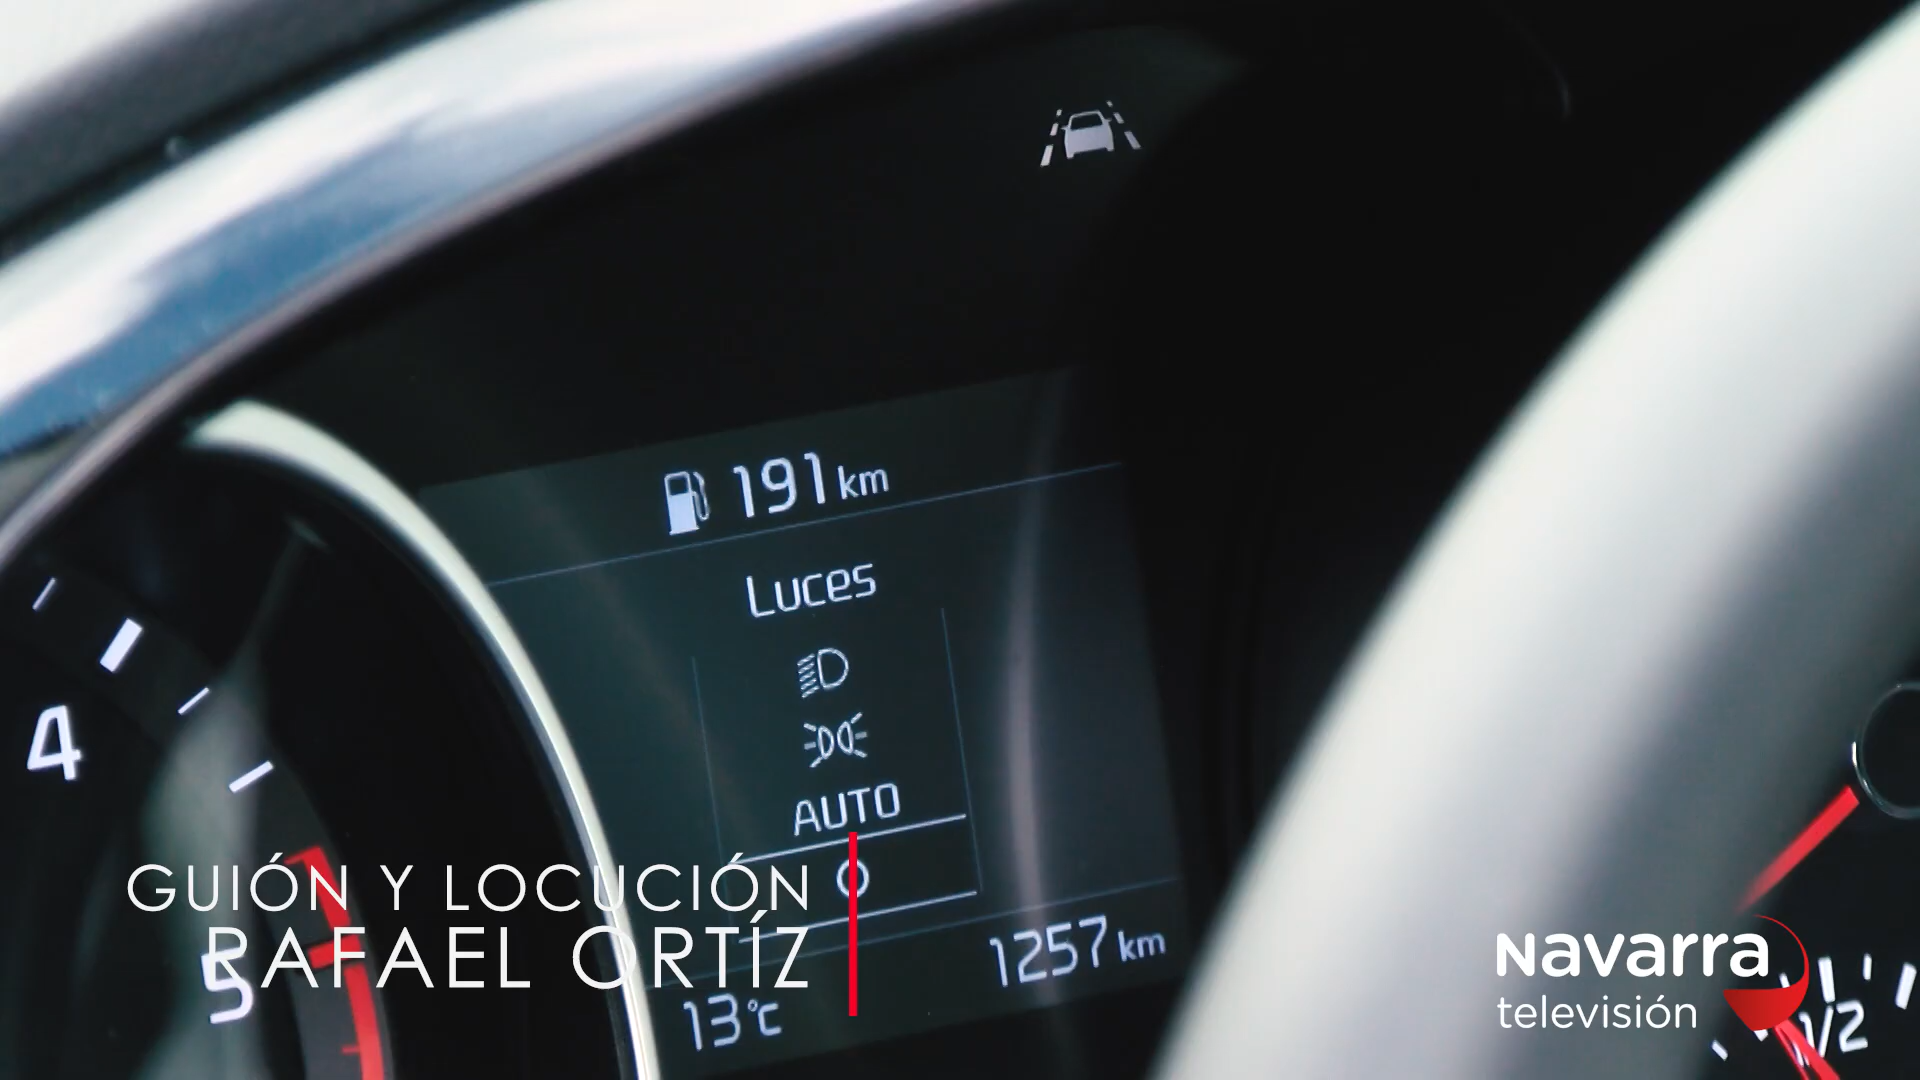 191 km
Luces
AUTO
4
GUIÓN Y LOCUCIÓN
RAFAEL ORTÍZ
5
1257 km
13°C
Navarra
televisión
1/2